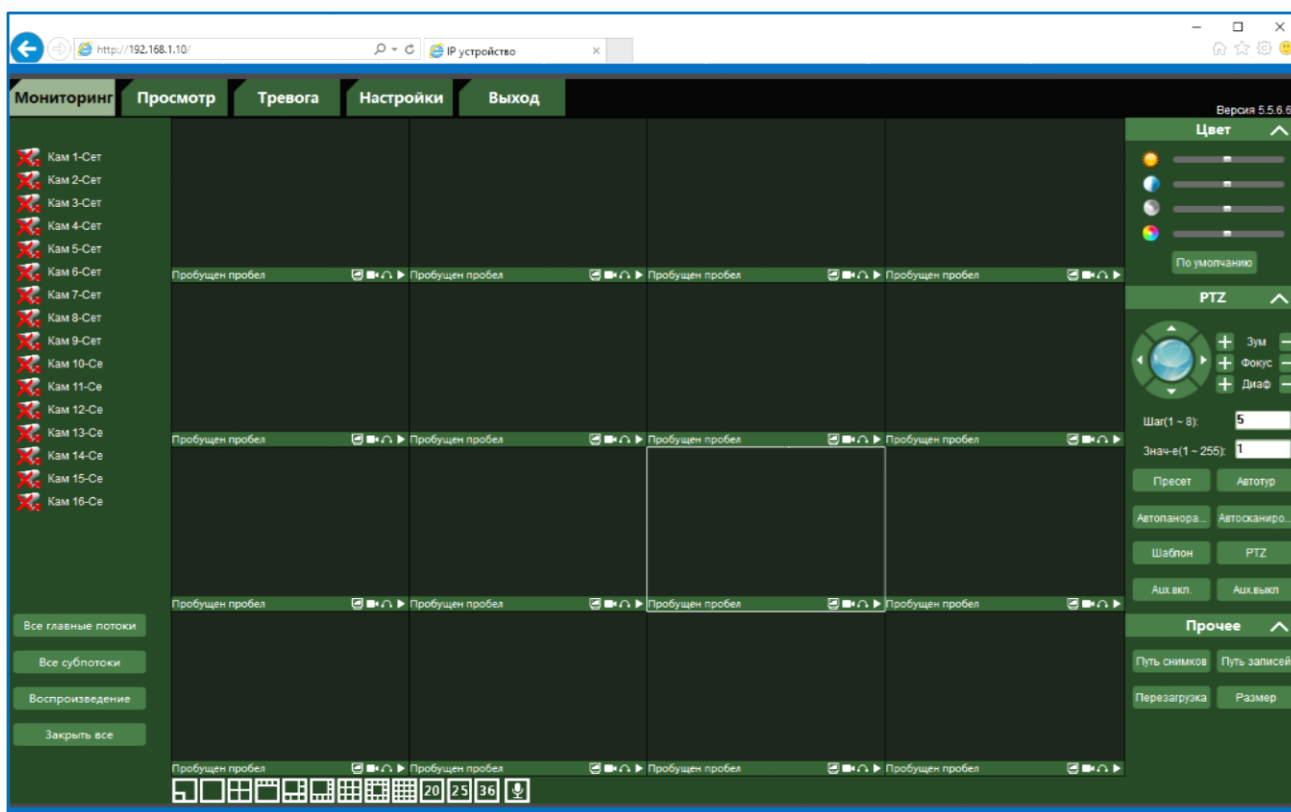 http://192.168.1.10/
IP устройство
Мониторинг Просмотр Тревога Настройки Выход
Версия 5.5.6.6
Кам 1-Сет
Кам 2-Сет
Кам 3-Сет
Кам 4-Сет
Кам 5-Сет
Кам 6-Сет
Кам 7-Сет
Кам 8-Сет
Кам 9-Сет
Кам 10-Се
Кам 11-Се
Кам 12-Се
Кам 13-Се
Кам 14-Се
Кам 15-Се
Кам 16-Се
Все главные потоки
Все субпотоки
Воспроизведение
Закрыть все
Пробущен пробел Пробущен пробел Пробущен пробел Пробущен пробел
Пробущен пробел Пробущен пробел Пробущен пробел Пробущен пробел
Пробущен пробел Пробущен пробел Пробущен пробел Пробущен пробел
Пробущен пробел Пробущен пробел Пробущен пробел Пробущен пробел
20 25 36
Цвет
По умолчанию
PTZ
Зум
Фокус
Диаф
Шаг(1 ~ 8): 5
Знач-е(1 ~ 255): 1
Пресет Автотур
Автопанора... Автосканиро...
Шаблон PTZ
Aux.вкл. Aux.выкл
Прочее
Путь снимков Путь записей
Перезагрузка Размер